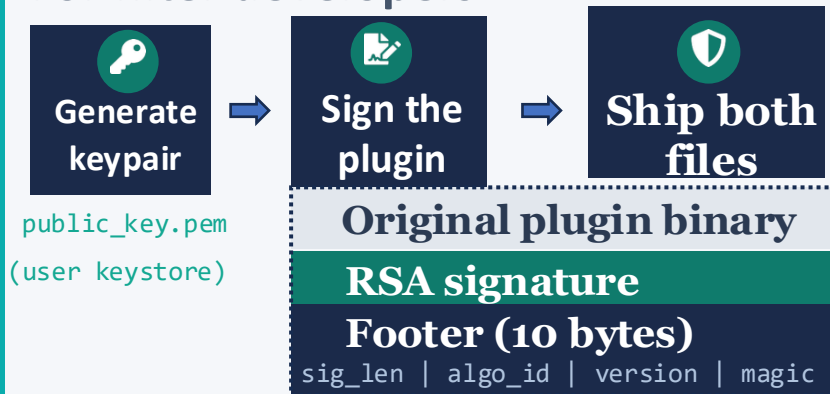 Generate
keypair
Sign the
plugin
Ship both
files
public_key.pem
(user keystore)
Original plugin binary
RSA signature
Footer (10 bytes)
sig_len | algo_id | version | magic